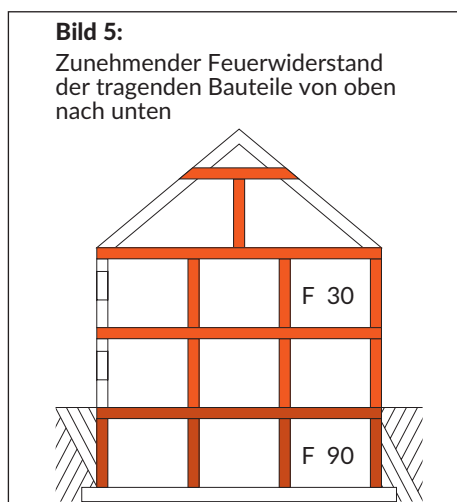 Bild 5:
Zunehmender Feuerwiderstand
der tragenden Bauteile von oben
nach unten
F 30
F 90